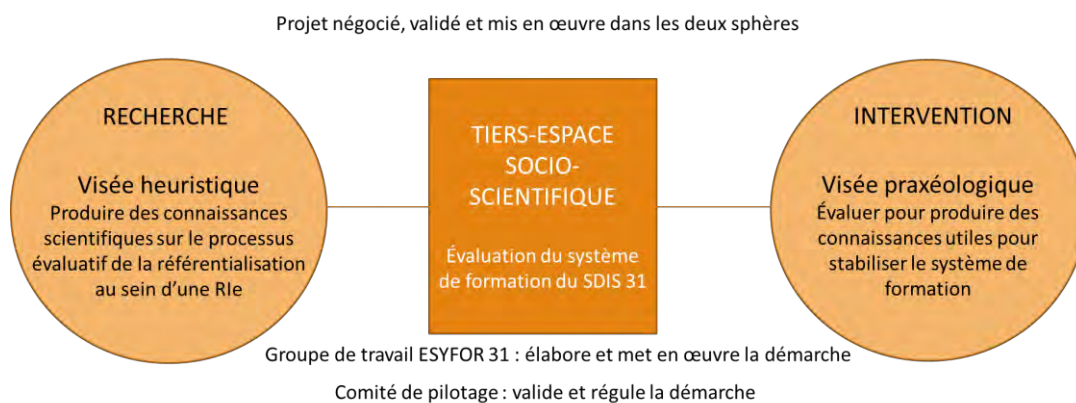 Projet négocié, validé et mis en œuvre dans les deux sphères
RECHERCHE
Visée heuristique
Produire des connaissances
scientifiques sur le processus
évaluatif de la référentialisation
au sein d’une RIe
TIERS-ESPACE
SOCIO-
SCIENTIFIQUE
Évaluation du système
de formation du SDIS 31
INTERVENTION
Visée praxéologique
Évaluer pour produire des
connaissances utiles pour
stabiliser le système de
formation
Groupe de travail ESYFOR 31 : élabore et met en œuvre la démarche
Comité de pilotage : valide et régule la démarche